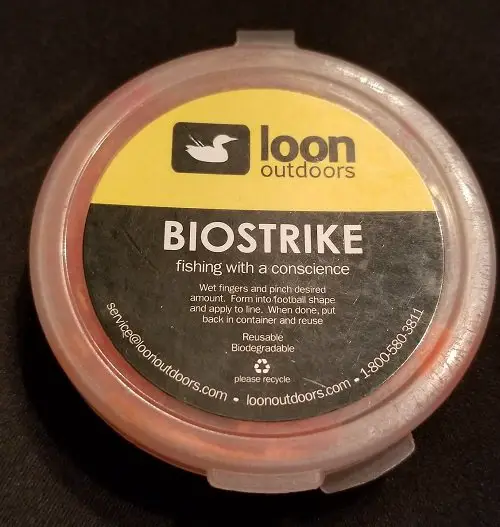 loon
outdoors
BIOSTRIKE
fishing with a conscience
Wet fingers and pinch desired
amount. Form into football shape
and apply to line. When done, put
back in container and reuse
Reusable
Biodegradable
please recycle
service@loonoutdoors.com • loonoutdoors.com • 1-800-580-3811